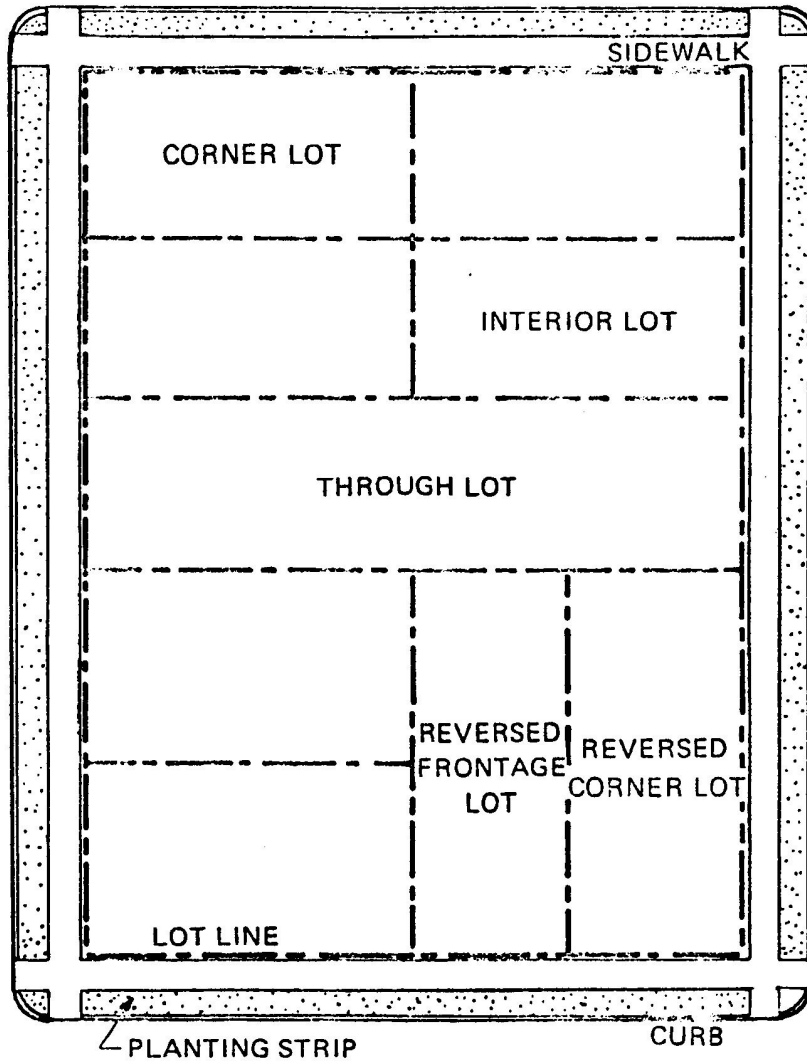 SIDEWALK
CORNER LOT
INTERIOR LOT
THROUGH LOT
REVERSED
FRONTAGE
LOT
REVERSED
CORNER LOT
LOT LINE
CURB
PLANTING STRIP